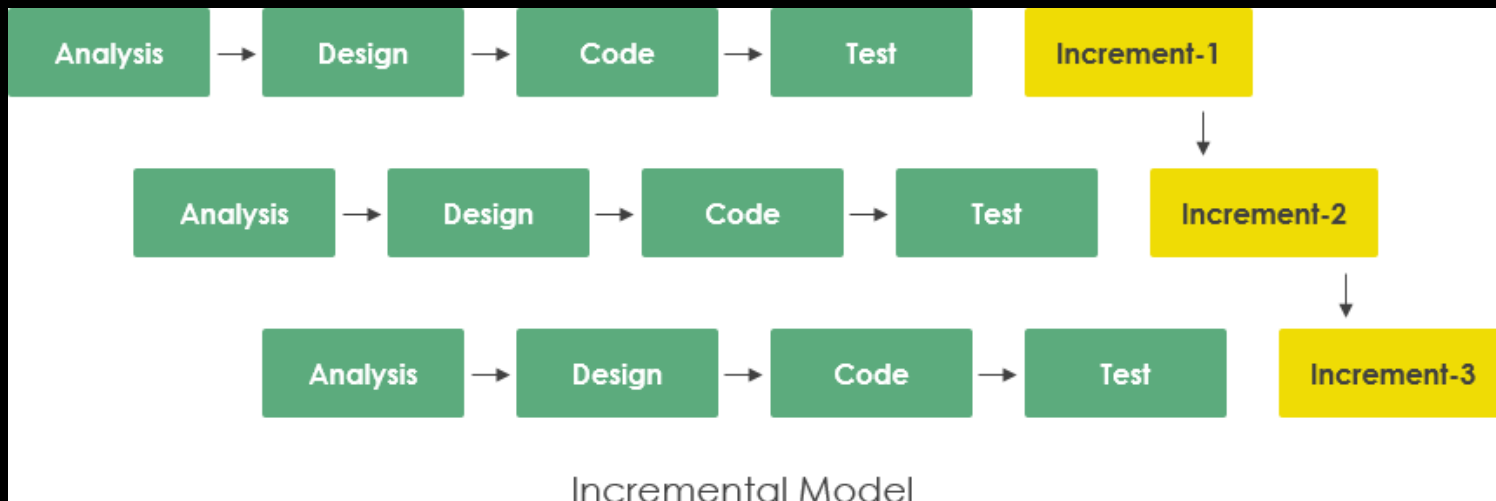 Analysis Design Code Test Increment-1
Analysis Design Code Test Increment-2
Analysis Design Code Test Increment-3
Incremental Model